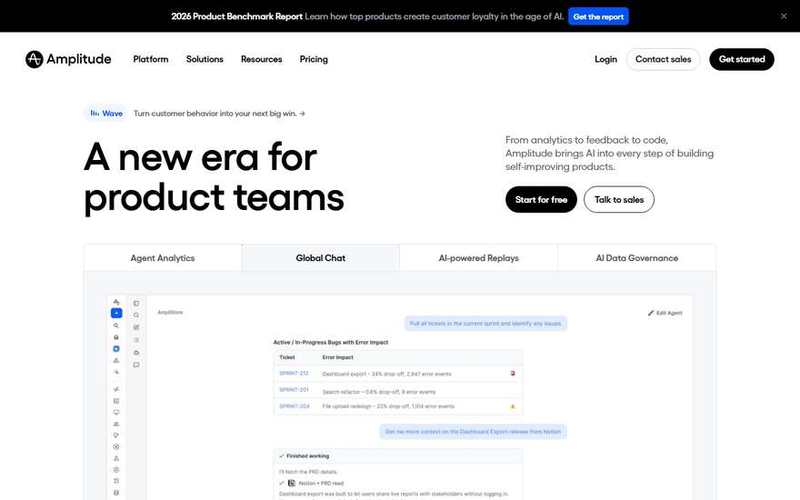 2026 Product Benchmark Report Learn how top products create customer loyalty in the age of AI. Get the report
Amplitude Platform Solutions Resources Pricing Login Contact sales Get started
Wave Turn customer behavior into your next big win. →
A new era for
product teams
From analytics to feedback to code,
Amplitude brings AI into every step of building
self-improving products.
Start for free Talk to sales
Agent Analytics Global Chat AI-powered Replays AI Data Governance
Amplitude Edit Agent
Pull all tickets in the current sprint and identify any issues.
Active / In-Progress Bugs with Error Impact
Ticket Error Impact
SPRINT-212 Dashboard export - 34% drop-off, 2,847 error events
SPRINT-201 Search refactor - 0.8% drop-off, 9 error events
SPRINT-204 File upload redesign - 22% drop-off, error events
Get me more context on the Dashboard Export release from Notion
Finished working
I'll fetch the PRD details.
Notion • PRD read
Dashboard export was built to let users share live reports with stakeholders without logging in.